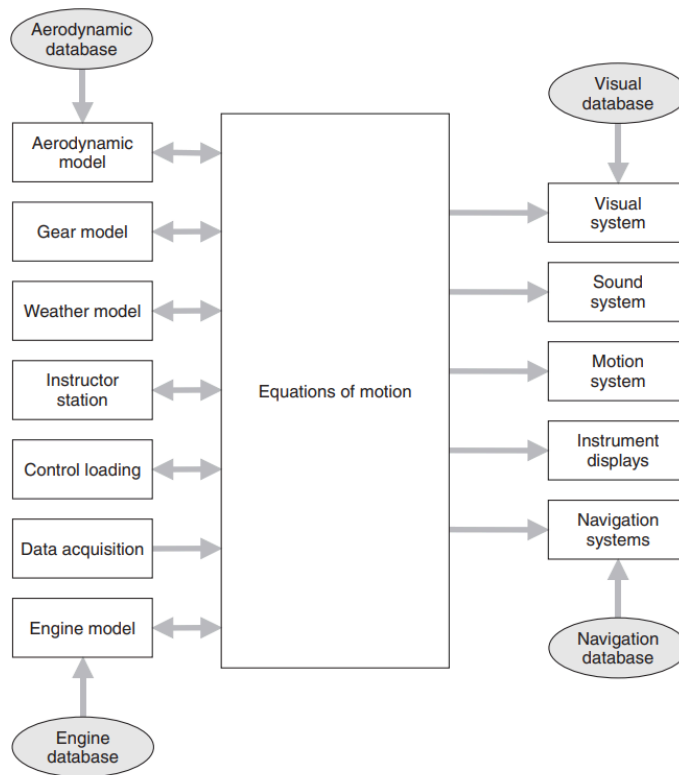 Aerodynamic
database
Aerodynamic
model
Gear model
Weather model
Instructor
station
Control loading
Data acquisition
Engine model
Engine
database
Equations of motion
Visual
database
Visual
system
Sound
system
Motion
system
Instrument
displays
Navigation
systems
Navigation
database